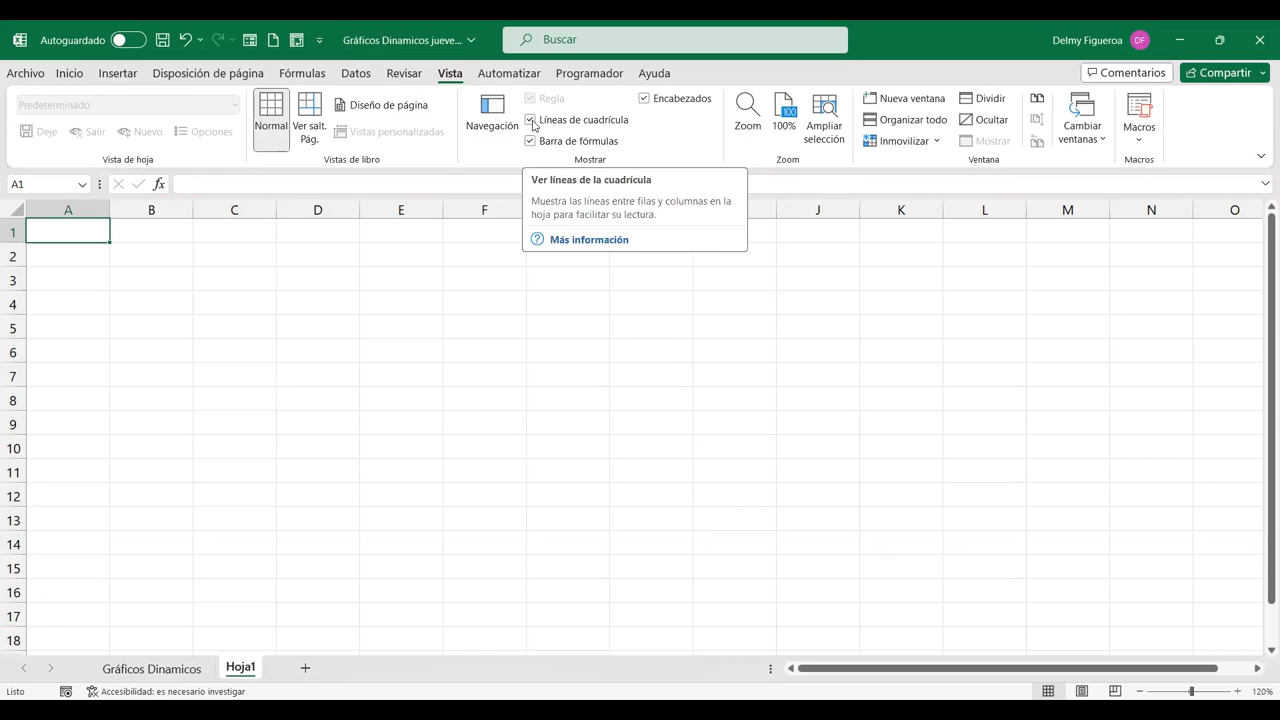 Autoguardado
Gráficos Dinamicos jueve...
Buscar
Delmy Figueroa
DF
Archivo Inicio Insertar Disposición de página Fórmulas Datos Revisar Vista Automatizar Programador Ayuda
Comentarios
Compartir
Predeterminado
Deje Salir Nuevo Opciones
Vista de hoja
Normal
Ver salt.
Pág.
Diseño de página
Vistas personalizadas
Vistas de libro
Navegación
Regla
Líneas de cuadrícula
Barra de fórmulas
Encabezados
Mostrar
Zoom
100
100%
Ampliar
selección
Zoom
Nueva ventana
Organizar todo
Inmovilizar
Dividir
Ocultar
Mostrar
Cambiar
ventanas
Ventana
Macros
Macros
A1
fx
Ver líneas de la cuadrícula
Muestra las líneas entre filas y columnas en la
hoja para facilitar su lectura.
Más información
A B C D E F J K L M N O
1
2
3
4
5
6
7
8
9
10
11
12
13
14
15
16
17
18
Gráficos Dinamicos
Hoja1
Listo
Accesibilidad: es necesario investigar
120%